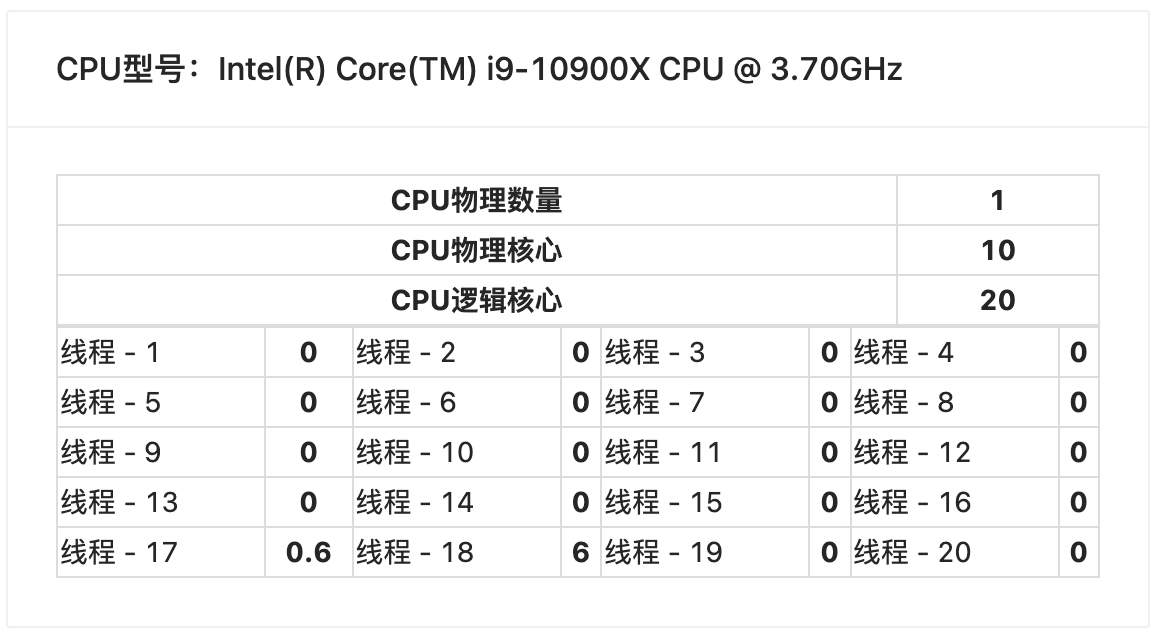 CPU型号：Intel(R) Core(TM) i9-10900X CPU @ 3.70GHz
CPU物理数量 1
CPU物理核心 10
CPU逻辑核心 20
线程 - 1 0 线程 - 2 0 线程 - 3 0 线程 - 4 0
线程 - 5 0 线程 - 6 0 线程 - 7 0 线程 - 8 0
线程 - 9 0 线程 - 10 0 线程 - 11 0 线程 - 12 0
线程 - 13 0 线程 - 14 0 线程 - 15 0 线程 - 16 0
线程 - 17 0.6 线程 - 18 6 线程 - 19 0 线程 - 20 0